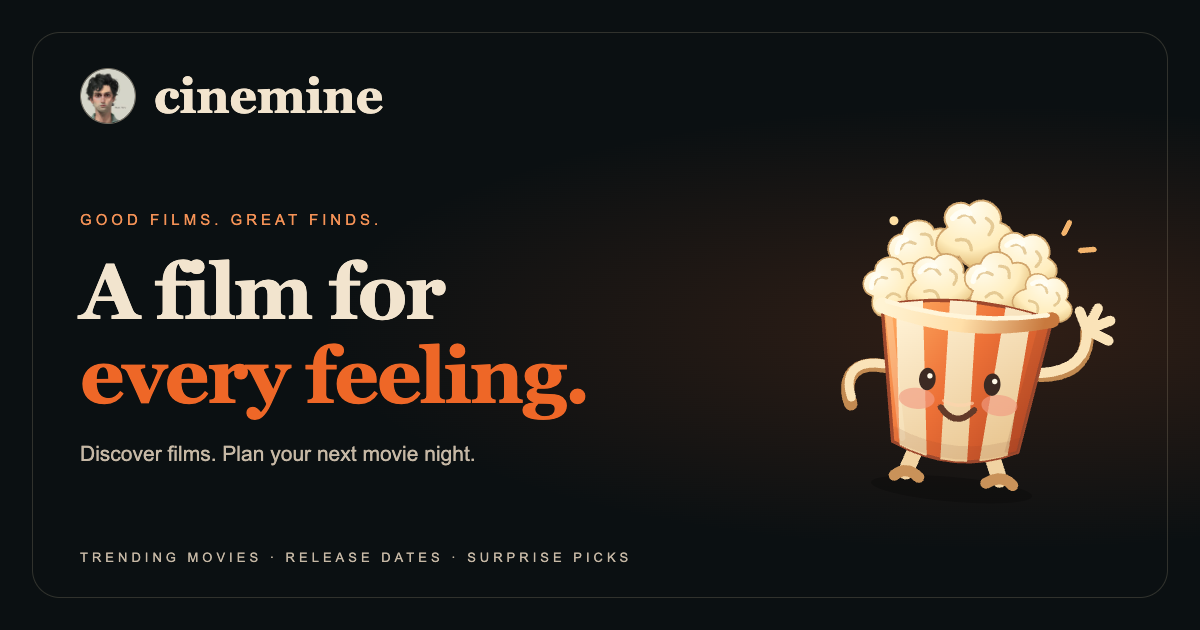 cinemine
GOOD FILMS. GREAT FINDS.
A film for
every feeling.
Discover films. Plan your next movie night.
TRENDING MOVIES · RELEASE DATES · SURPRISE PICKS